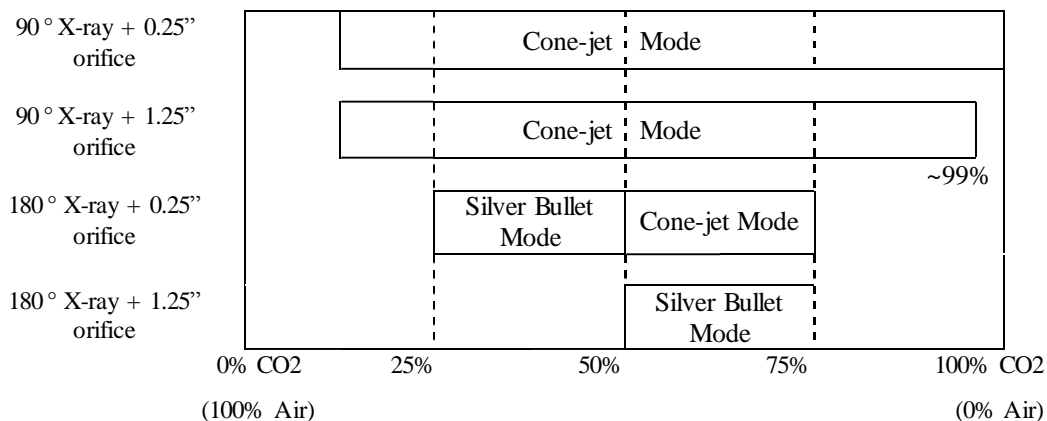 90° X-ray + 0.25”
orifice
Cone-jet Mode
90° X-ray + 1.25”
orifice
Cone-jet Mode
~99%
180° X-ray + 0.25”
orifice
Silver Bullet
Mode
Cone-jet Mode
180° X-ray + 1.25”
orifice
Silver Bullet
Mode
0% CO2 25% 50% 75% 100% CO2
(100% Air) (0% Air)